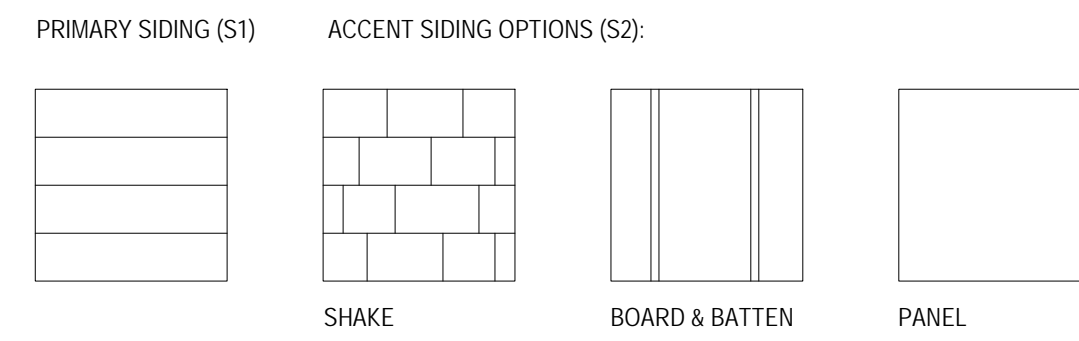 PRIMARY SIDING (S1)
ACCENT SIDING OPTIONS (S2):
SHAKE
BOARD & BATTEN
PANEL